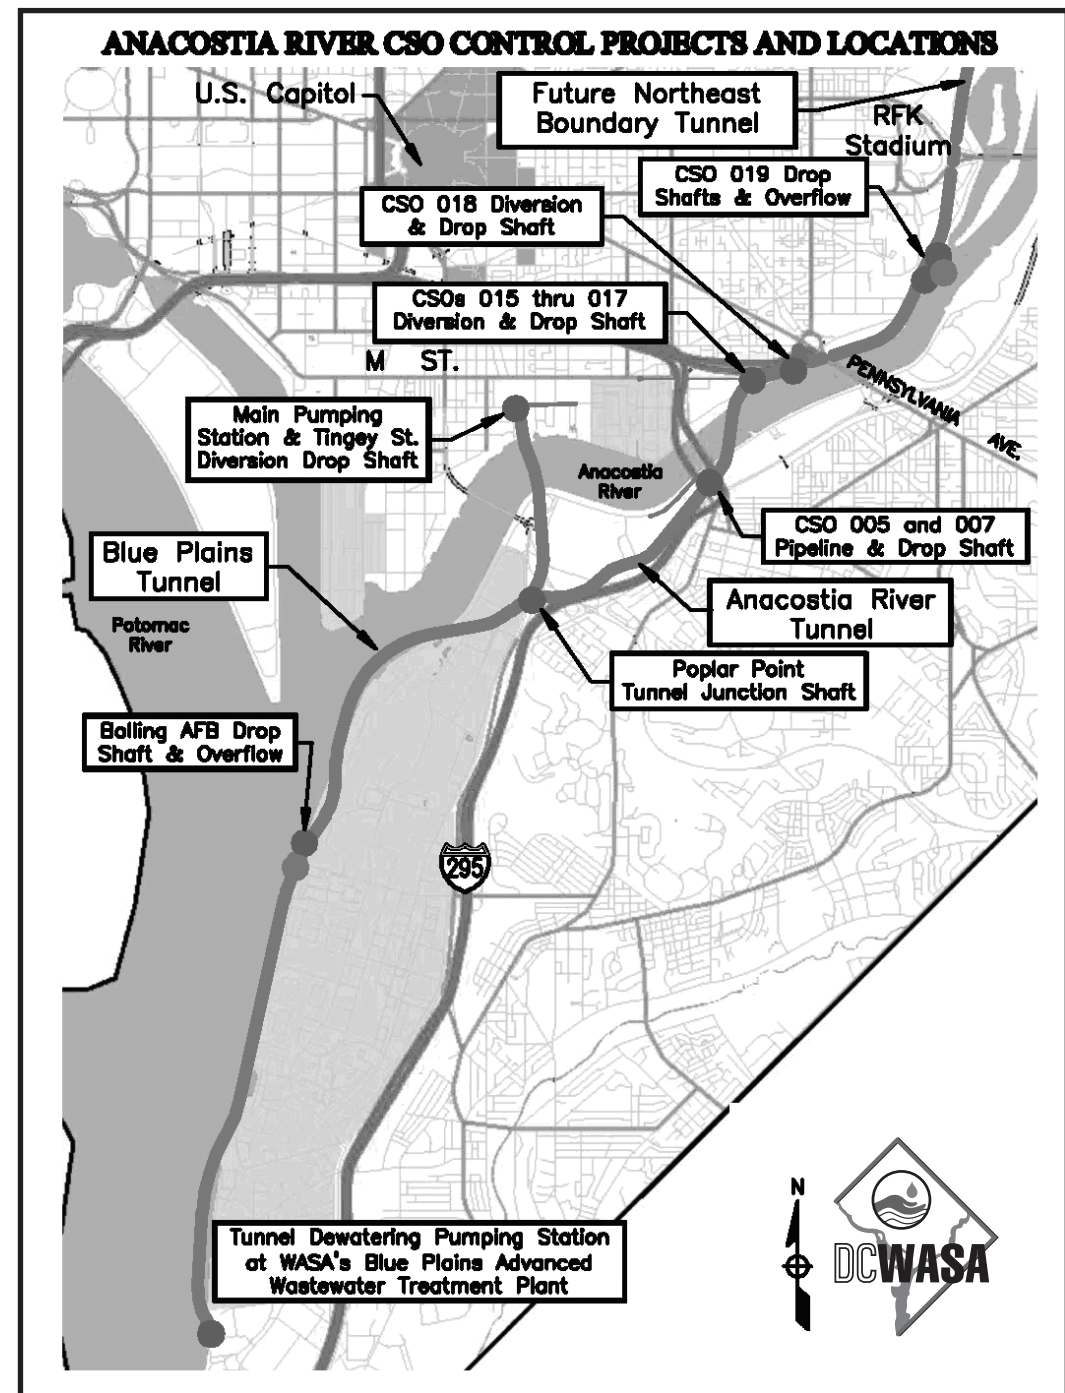 ANACOSTIA RIVER CSO CONTROL PROJECTS AND LOCATIONS
U.S. Capitol
Future Northeast
Boundary Tunnel
RFK
Stadium
CSO 019 Drop
Shafts & Overflow
CSO 018 Diversion
& Drop Shaft
CSOs 015 thru 017
Diversion & Drop Shaft
M ST.
PENNSYLVANIA AVE.
Main Pumping
Station & Tingey St.
Diversion Drop Shaft
Anacostia
River
CSO 005 and 007
Pipeline & Drop Shaft
Blue Plains
Tunnel
Anacostia River
Tunnel
Potomac
River
Poplar Point
Tunnel Junction Shaft
Bolling AFB Drop
Shaft & Overflow
295
N
Tunnel Dewatering Pumping Station
at WASA's Blue Plains Advanced
Wastewater Treatment Plant
DCWASA